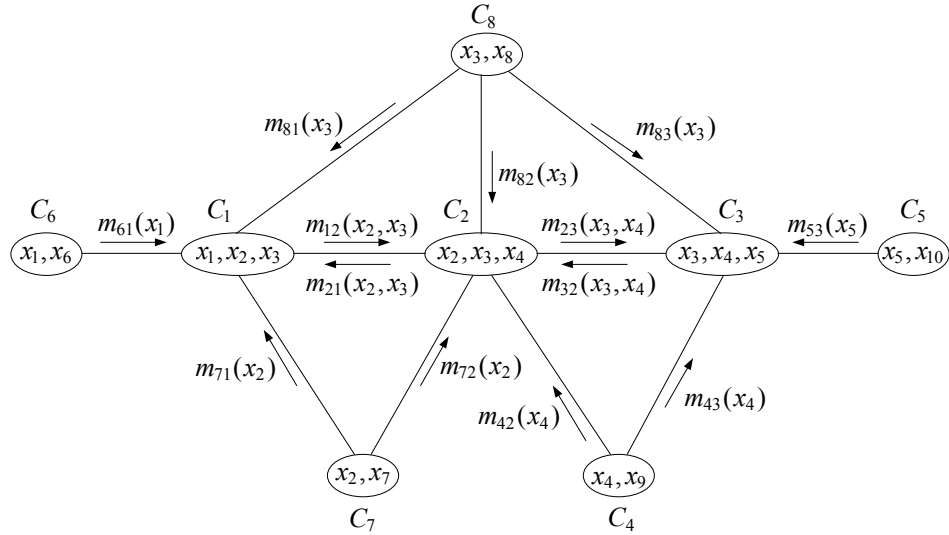 C₈
x₃, x₈
m₈₁(x₃)
m₈₃(x₃)
m₈₂(x₃)
C₆
m₆₁(x₁)
C₁
m₁₂(x₂, x₃)
C₂
m₂₃(x₃, x₄)
C₃
m₅₃(x₅)
C₅
x₁, x₆
x₁, x₂, x₃
x₂, x₃, x₄
x₃, x₄, x₅
x₅, x₁₀
m₂₁(x₂, x₃)
m₃₂(x₃, x₄)
m₇₁(x₂)
m₇₂(x₂)
m₄₂(x₄)
m₄₃(x₄)
x₂, x₇
x₄, x₉
C₇
C₄